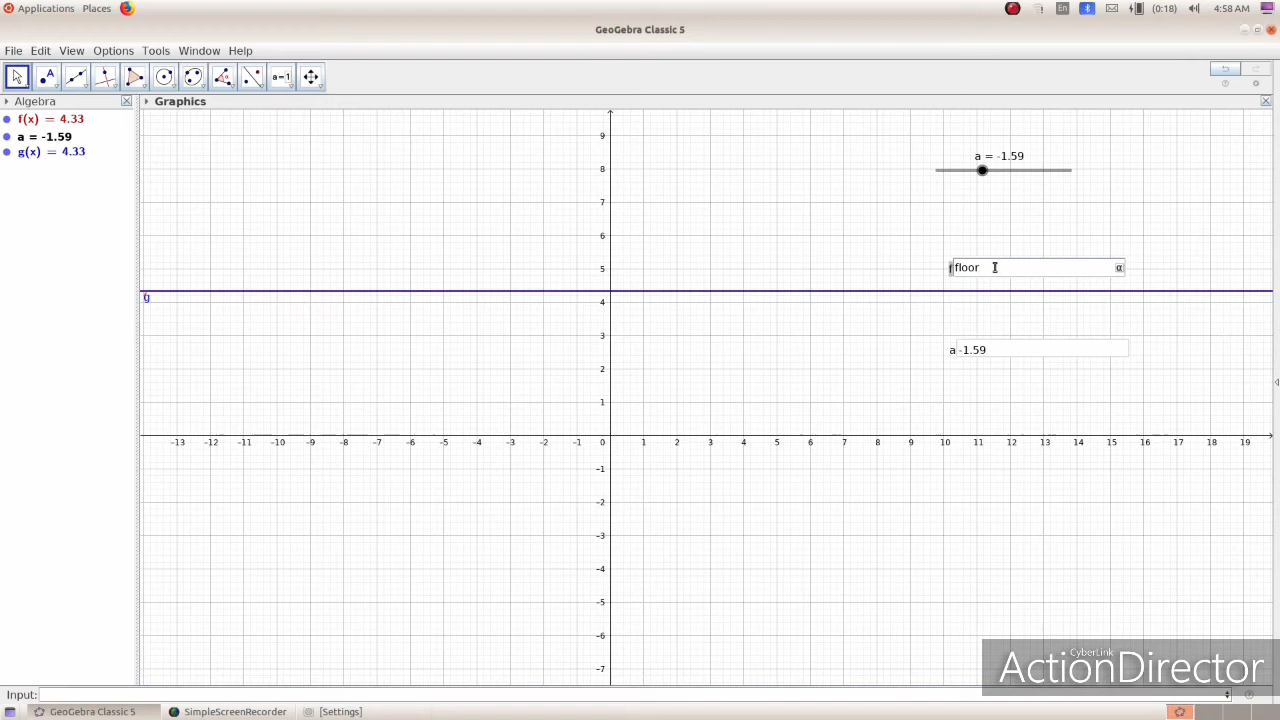 Applications Places En (0:18) 4:58 AM
GeoGebra Classic 5
File Edit View Options Tools Window Help
A a=1
Algebra Graphics
f(x) = 4.33
a = -1.59
g(x) = 4.33
a = -1.59
f floor α
g
a -1.59
9
8
7
6
5
4
3
2
1
-13 -12 -11 -10 -9 -8 -7 -6 -5 -4 -3 -2 -1 0 1 2 3 4 5 6 7 8 9 10 11 12 13 14 15 16 17 18 19
-1
-2
-3
-4
-5
-6
-7
CyberLink
ActionDirector
Input:
GeoGebra Classic 5 SimpleScreenRecorder [Settings]